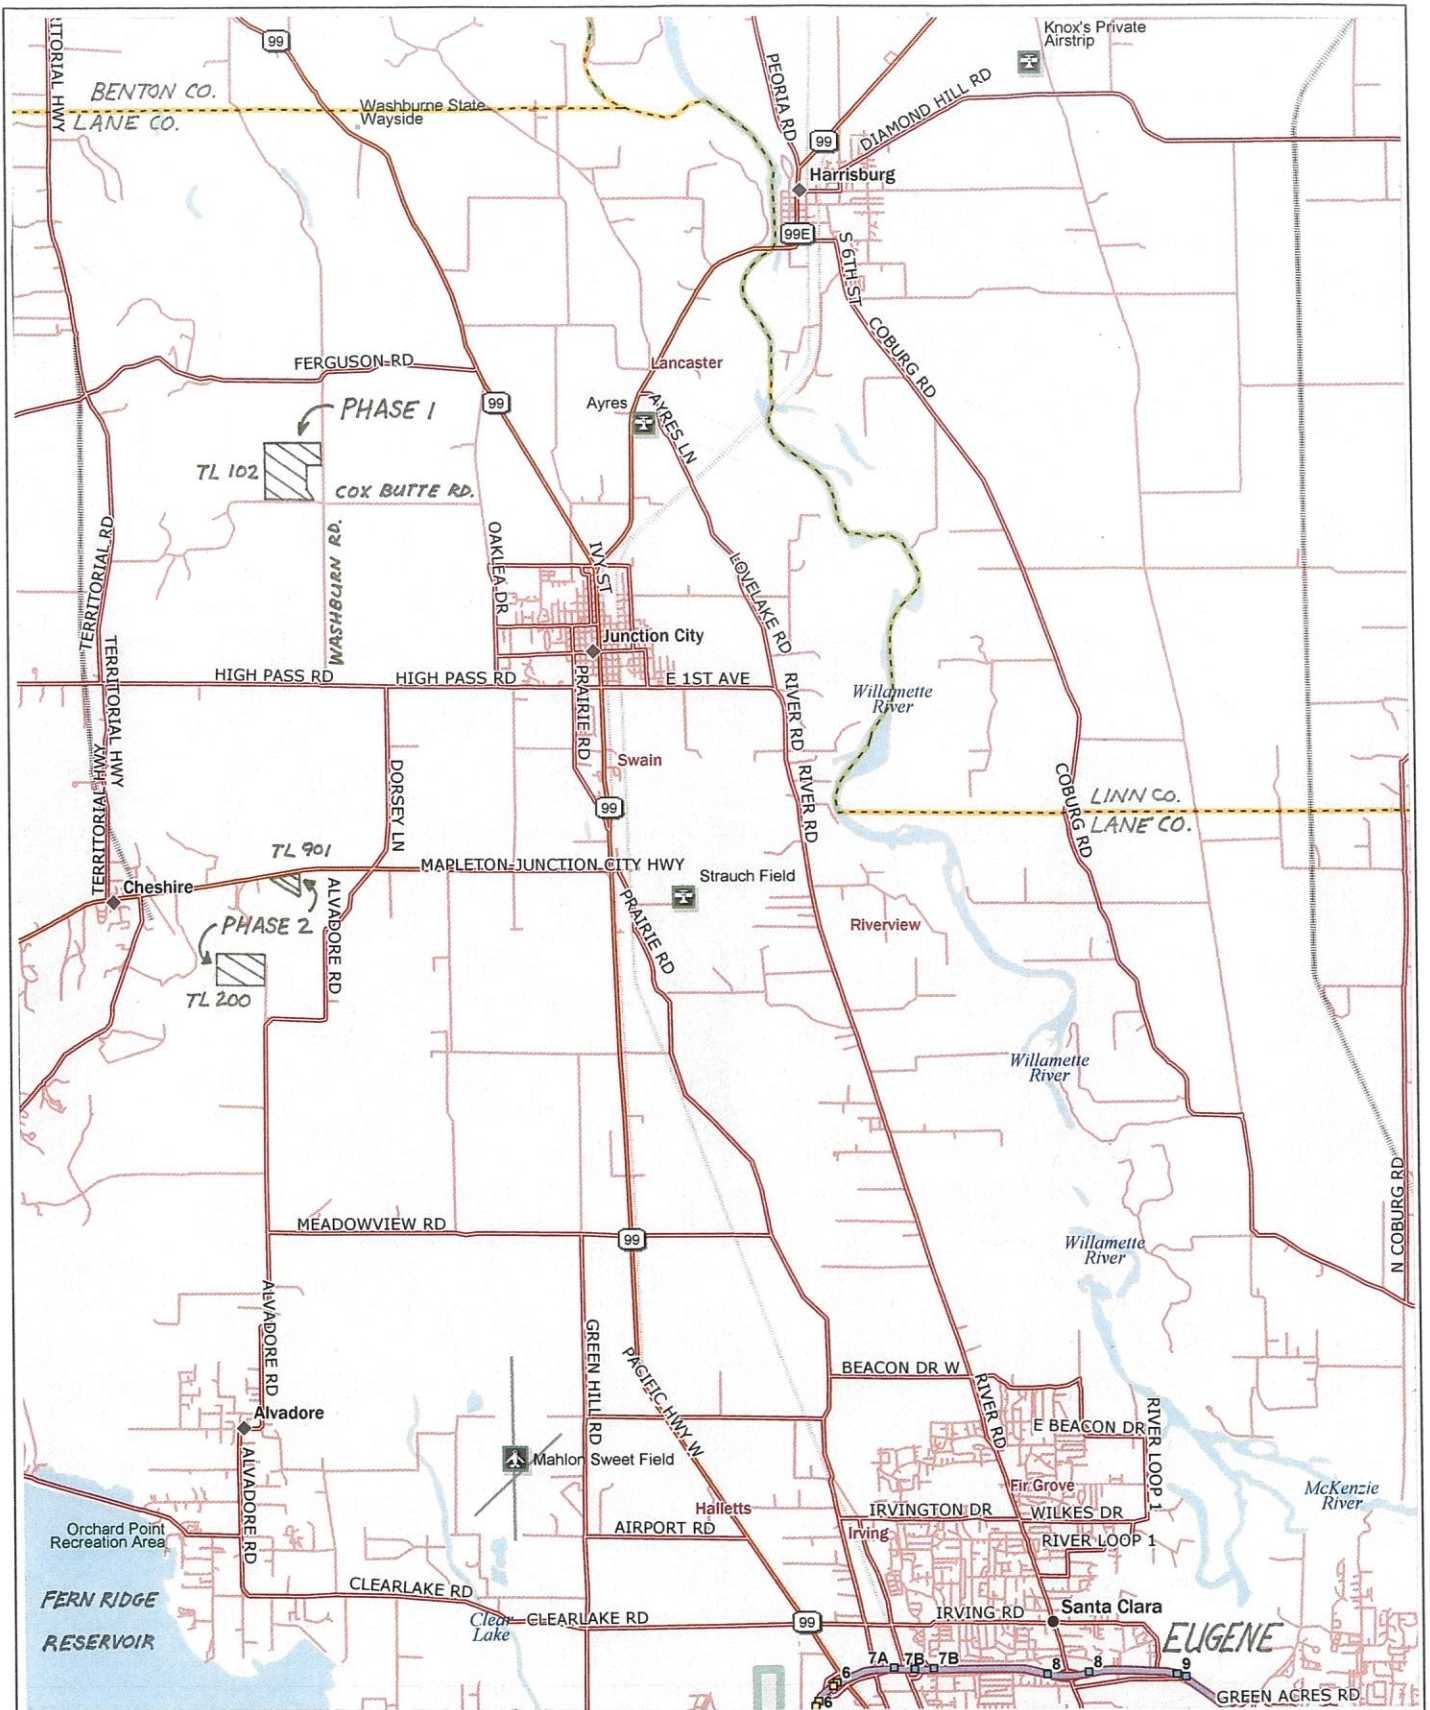 Knox's Private
Airstrip
99
ITORIAL HWY
PEORIA RD
DIAMOND HILL RD
BENTON CO.
LANE CO.
Washburne State
Wayside
99
Harrisburg
99E
S 6TH ST
COBURG RD
FERGUSON RD
Lancaster
99
PHASE 1
Ayres
AYRES LN
TL 102
COX BUTTE RD.
OAKLEA DR
WASHBURN RD.
TERRITORIAL RD
IVY ST
LOVELAKE RD
Junction City
TERRITORIAL HWY
HIGH PASS RD
HIGH PASS RD
E 1ST AVE
PRAIRIE RD
RIVER RD
Willamette
River
TERRITORIAL HWY
DORSEY LN
Swain
RIVER RD
99
COBURG RD
LINN CO.
LANE CO.
TL 901
MAPLETON-JUNCTION CITY HWY
Cheshire
ALVADORE RD
Strauch Field
PHASE 2
PRAIRIE RD
Riverview
TL 200
Willamette
River
N COBURG RD
MEADOWVIEW RD
99
Willamette
River
ALVADORE RD
GREEN HILL RD
PACIFIC HWY W
BEACON DR W
RIVER RD
Alvadore
E BEACON DR
RIVER LOOP 1
ALVADORE RD
Mahlon Sweet Field
Fir Grove
McKenzie
River
Halletts
IRVINGTON DR
WILKES DR
Orchard Point
Recreation Area
AIRPORT RD
Irving
RIVER LOOP 1
FERN RIDGE
RESERVOIR
CLEARLAKE RD
Clear
Lake
CLEARLAKE RD
99
IRVING RD
Santa Clara
EUGENE
6
7A
7B
7B
8
8
9
6
GREEN ACRES RD